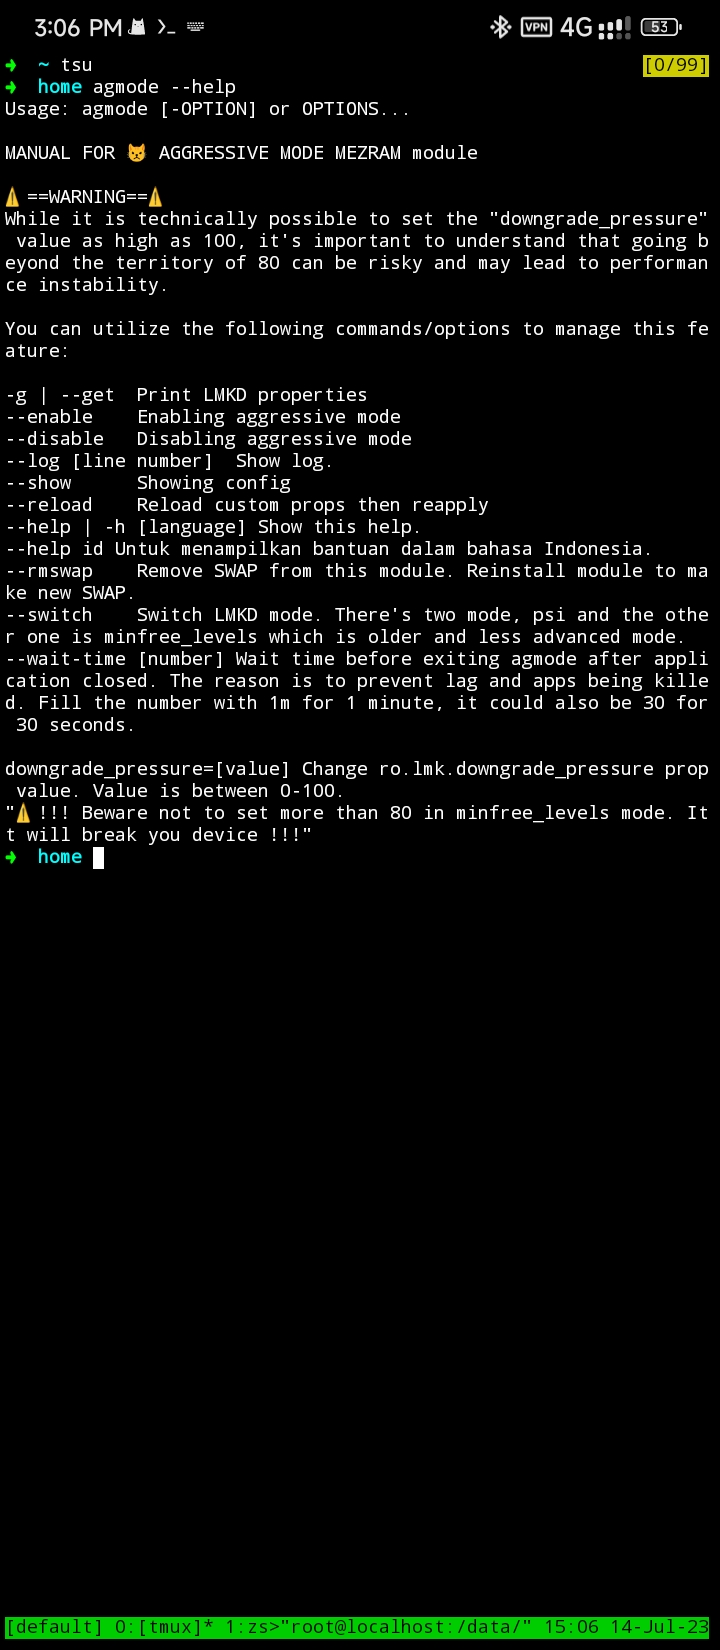 3:06 PM VPN 4G 53
➜ ~ tsu [0/99]
➜ home agmode --help
Usage: agmode [-OPTION] or OPTIONS...
MANUAL FOR 😾 AGGRESSIVE MODE MEZRAM module
⚠️ ==WARNING==⚠️
While it is technically possible to set the "downgrade_pressure"
 value as high as 100, it's important to understand that going b
eyond the territory of 80 can be risky and may lead to performan
ce instability.
You can utilize the following commands/options to manage this fe
ature:
-g | --get  Print LMKD properties
--enable    Enabling aggressive mode
--disable   Disabling aggressive mode
--log [line number]  Show log.
--show      Showing config
--reload    Reload custom props then reapply
--help | -h [language] Show this help.
--help id Untuk menampilkan bantuan dalam bahasa Indonesia.
--rmswap    Remove SWAP from this module. Reinstall module to ma
ke new SWAP.
--switch    Switch LMKD mode. There's two mode, psi and the othe
r one is minfree_levels which is older and less advanced mode.
--wait-time [number] Wait time before exiting agmode after appli
cation closed. The reason is to prevent lag and apps being kille
d. Fill the number with 1m for 1 minute, it could also be 30 for
 30 seconds.
downgrade_pressure=[value] Change ro.lmk.downgrade_pressure prop
 value. Value is between 0-100.
"⚠️ !!! Beware not to set more than 80 in minfree_levels mode. It
t will break you device !!!"
➜ home
[default] 0:[tmux]* 1:zs>"root@localhost:/data/" 15:06 14-Jul-23